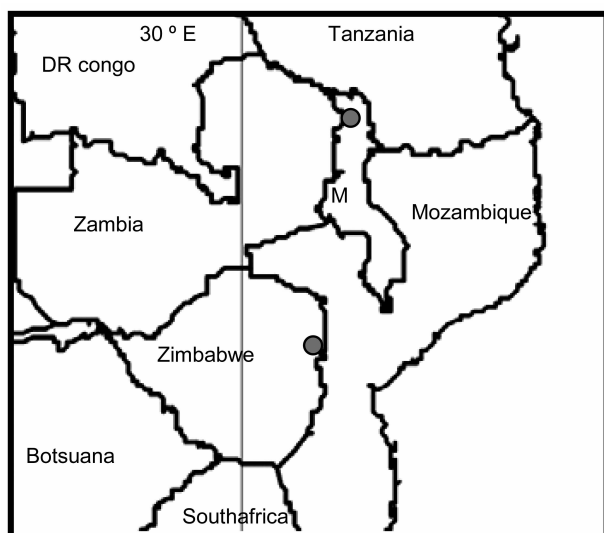 30 º E
Tanzania
DR congo
M
Zambia
Mozambique
Zimbabwe
Botsuana
Southafrica